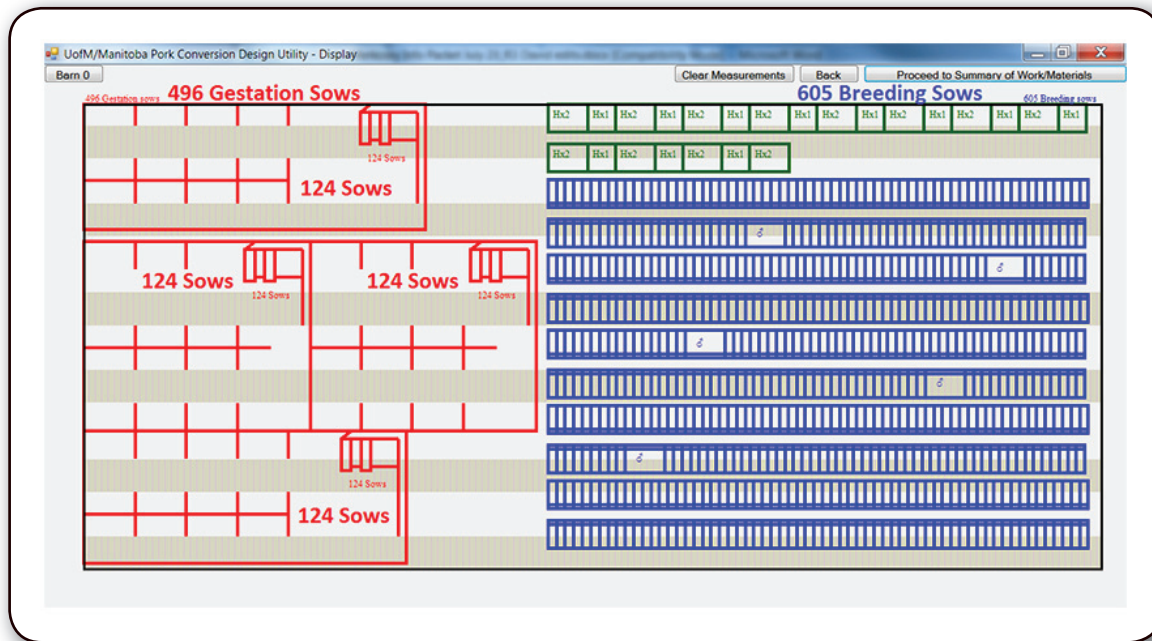 UofM/Manitoba Pork Conversion Design Utility - Display
Barn 0 Clear Measurements Back Proceed to Summary of Work/Materials
496 Gestation sows 496 Gestation Sows 605 Breeding Sows 605 Breeding sows
Hx2 Hx1 Hx2 Hx1 Hx2 Hx1 Hx2 Hx1 Hx2 Hx1 Hx2 Hx1 Hx2 Hx1 Hx2 Hx1
124 Sows
Hx2 Hx1 Hx2 Hx1 Hx2 Hx1 Hx2
124 Sows
♂
♂
124 Sows 124 Sows
124 Sows 124 Sows
♂
♂
♂
124 Sows
124 Sows